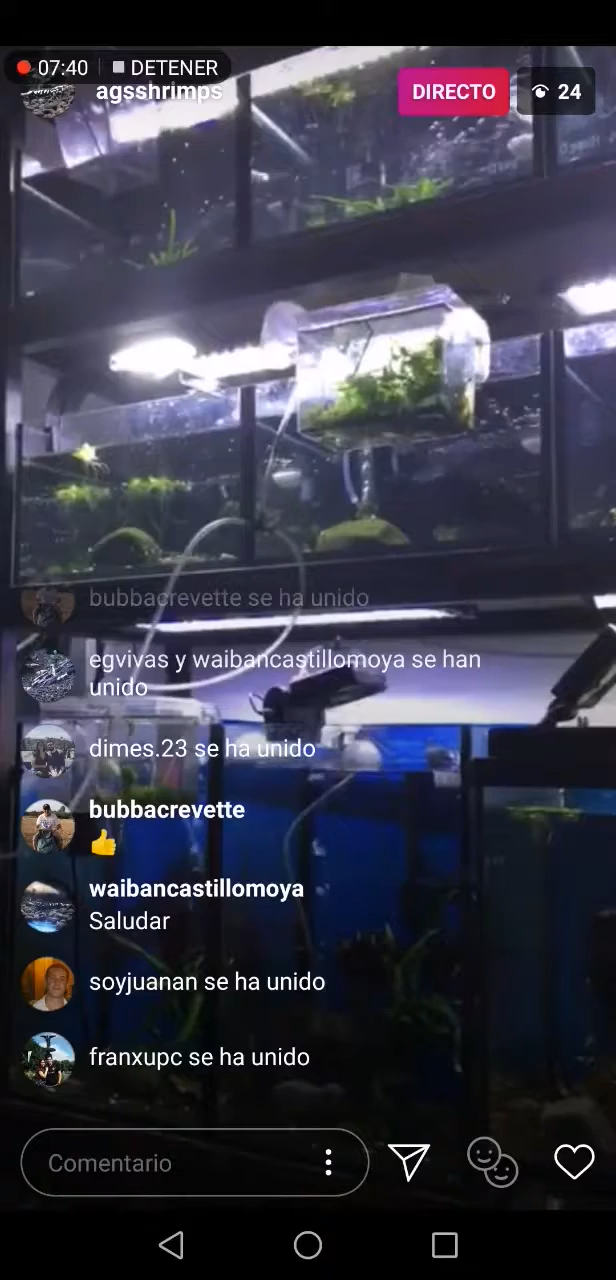 07:40 DETENER
agsshrimps
DIRECTO 24
bubbacrevette se ha unido
egvivas y waibancastillomoya se han
unido
dimes.23 se ha unido
bubbacrevette
👍
waibancastillomoya
Saludar
soyjuanan se ha unido
franxupc se ha unido
Comentario